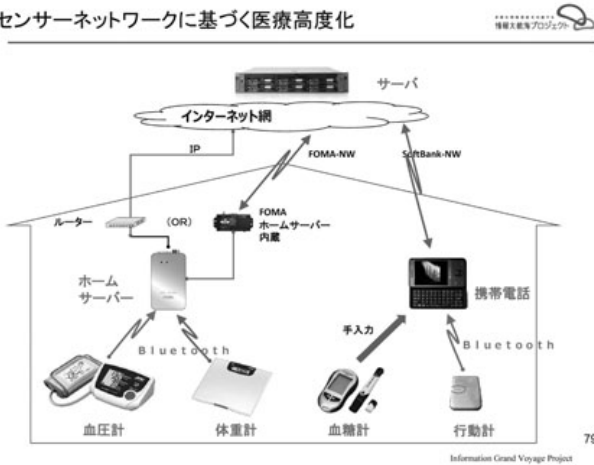 センサーネットワークに基づく医療高度化
情報大航海プロジェクト
サーバ
インターネット網
IP
FOMA-NW
SoftBank-NW
ルーター
(OR)
FOMA
ホームサーバー
内蔵
ホーム
サーバー
携帯電話
手入力
Bluetooth
Bluetooth
血圧計
体重計
血糖計
行動計
79
Information Grand Voyage Project